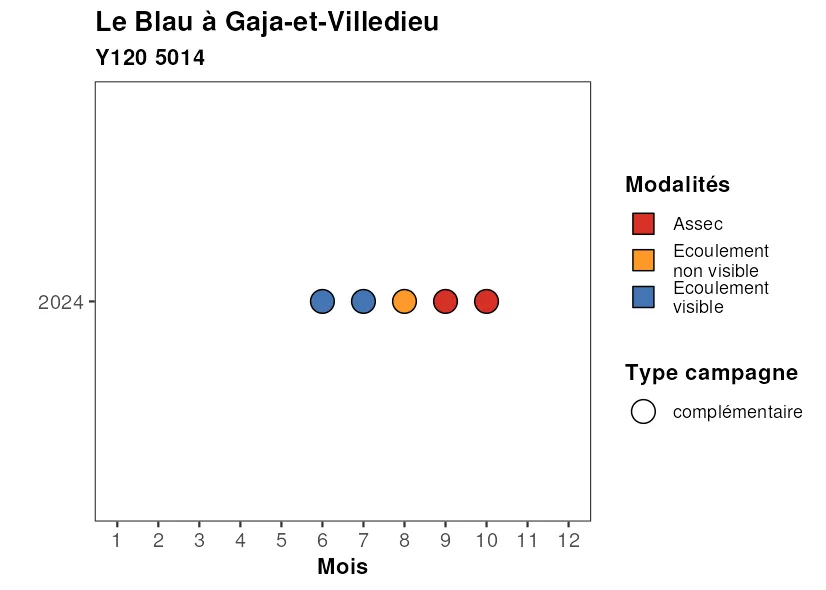 Le Blau à Gaja-et-Villedieu
Y120 5014
2024
1 2 3 4 5 6 7 8 9 10 11 12
Mois
Modalités
Assec
Ecoulement
non visible
Ecoulement
visible
Type campagne
complémentaire